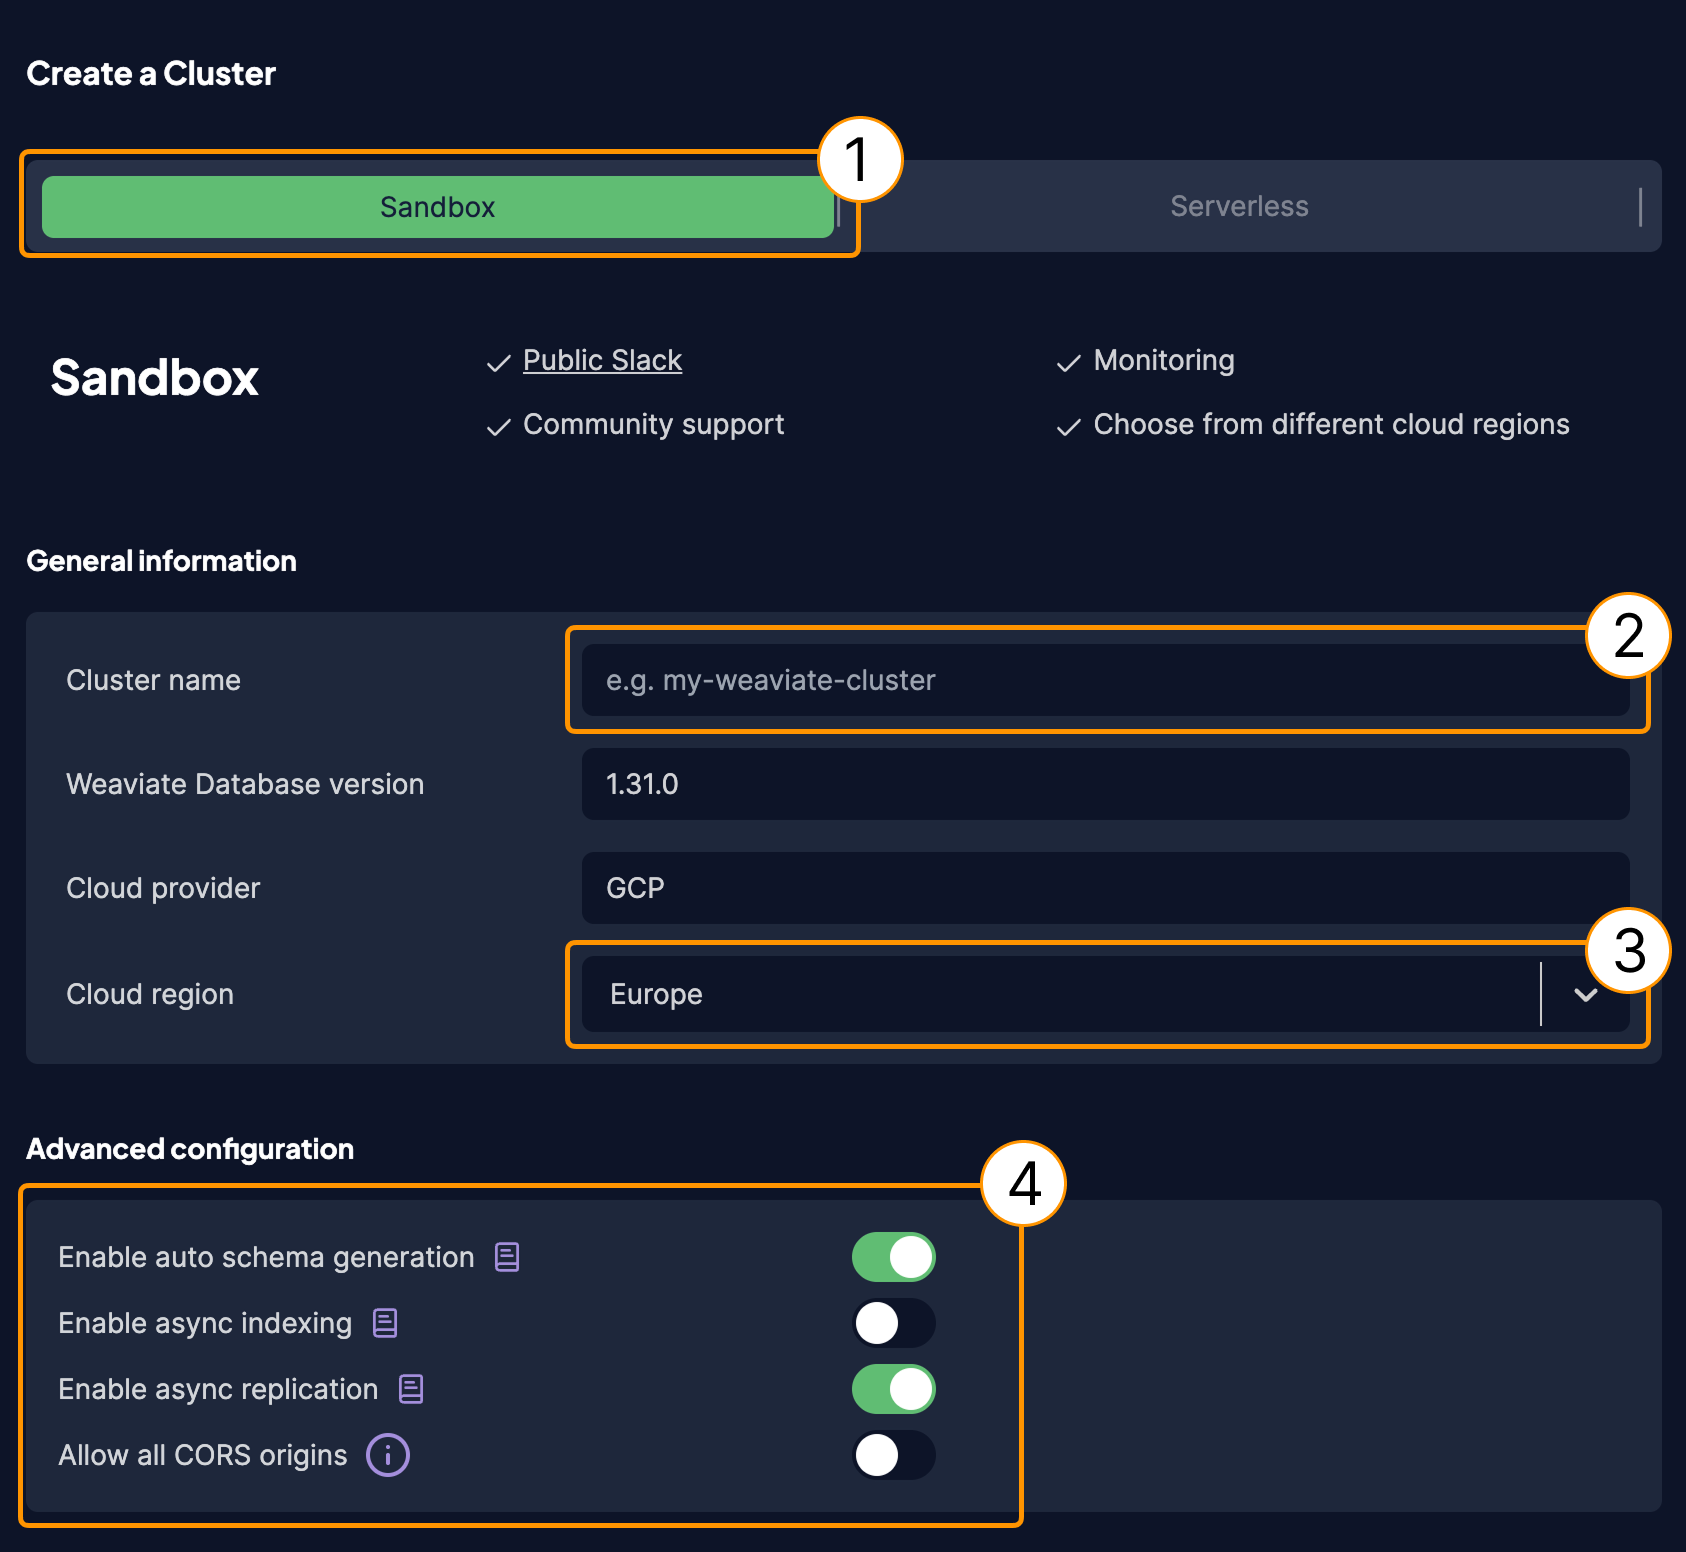 Create a Cluster
1
Sandbox
Serverless
Sandbox
Public Slack
Monitoring
Community support
Choose from different cloud regions
General information
2
Cluster name
e.g. my-weaviate-cluster
Weaviate Database version
1.31.0
Cloud provider
GCP
3
Cloud region
Europe
Advanced configuration
4
Enable auto schema generation
Enable async indexing
Enable async replication
Allow all CORS origins